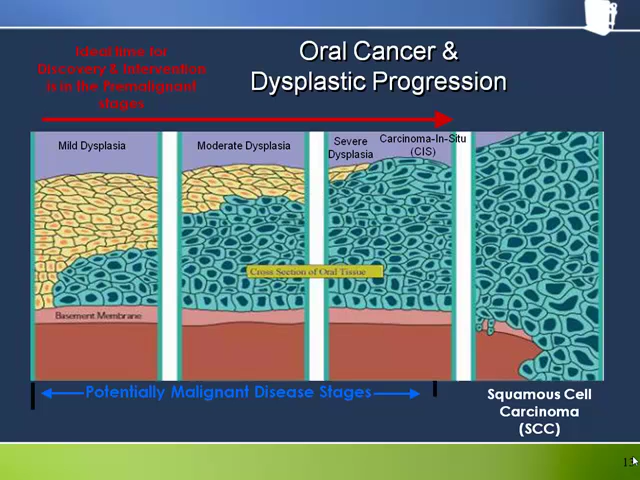 Ideal time for
Discovery & Intervention
is in the Premalignant
stages
Oral Cancer &
Dysplastic Progression
Mild Dysplasia
Moderate Dysplasia
Severe
Dysplasia
Carcinoma-In-Situ
(CIS)
Cross Section of Oral Tissue
Basement Membrane
Potentially Malignant Disease Stages
Squamous Cell
Carcinoma
(SCC)